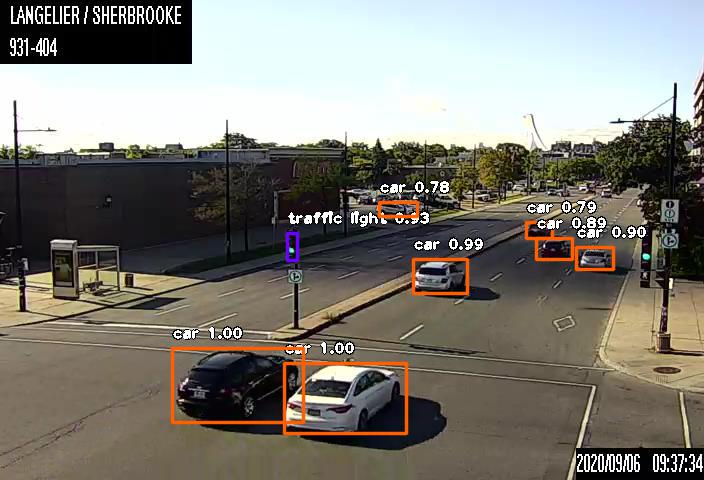 LANGELIER / SHERBROOKE
931-404
car 0.78
traffic light 0.93
car 0.79
car 0.89
car 0.90
car 0.99
car 1.00
car 1.00
2020/09/06 09:37:34